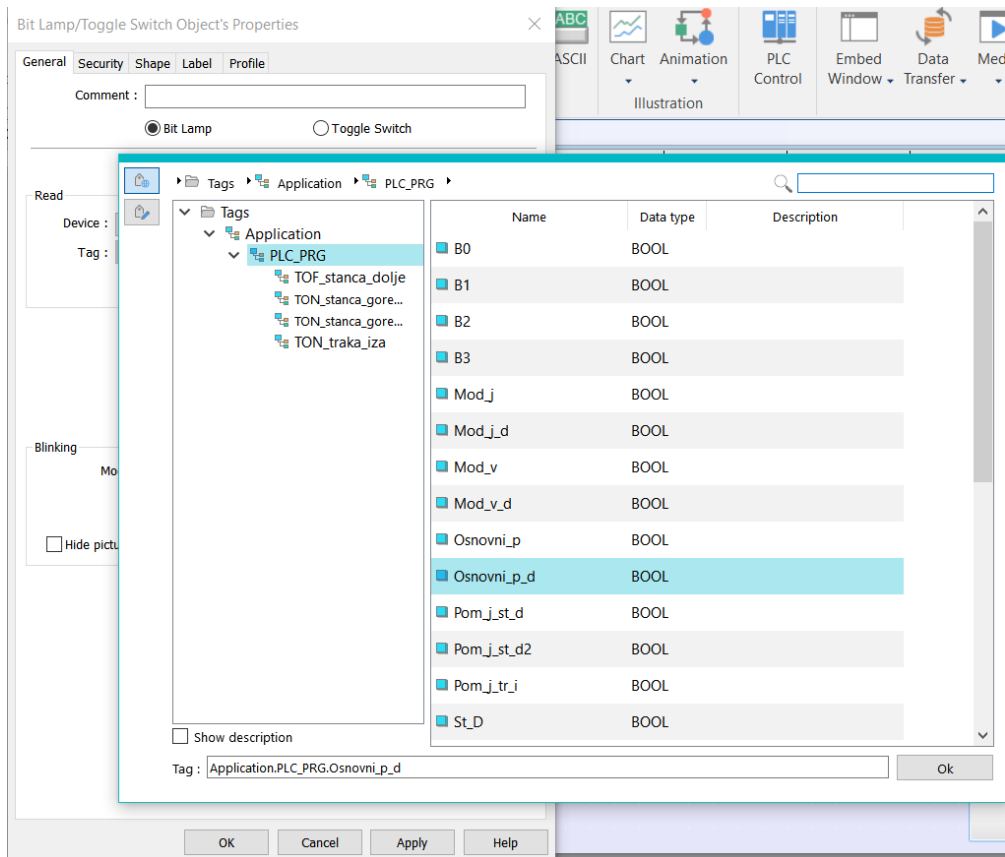 Bit Lamp/Toggle Switch Object's Properties
General Security Shape Label Profile
Comment :
Bit Lamp Toggle Switch
ABC
ASCII
Chart Animation
Illustration
PLC Control
Embed Window
Data Transfer
Med
Read
Device :
Tag :
Blinking
Mo
Hide pictu
Tags Application PLC_PRG
Tags
Application
PLC_PRG
TOF_stanca_dolje
TON_stanca_gore...
TON_stanca_gore...
TON_traka_iza
Name Data type Description
B0 BOOL
B1 BOOL
B2 BOOL
B3 BOOL
Mod_j BOOL
Mod_j_d BOOL
Mod_v BOOL
Mod_v_d BOOL
Osnovni_p BOOL
Osnovni_p_d BOOL
Pom_j_st_d BOOL
Pom_j_st_d2 BOOL
Pom_j_tr_i BOOL
St_D BOOL
Show description
Tag : Application.PLC_PRG.Osnovni_p_d Ok
OK Cancel Apply Help